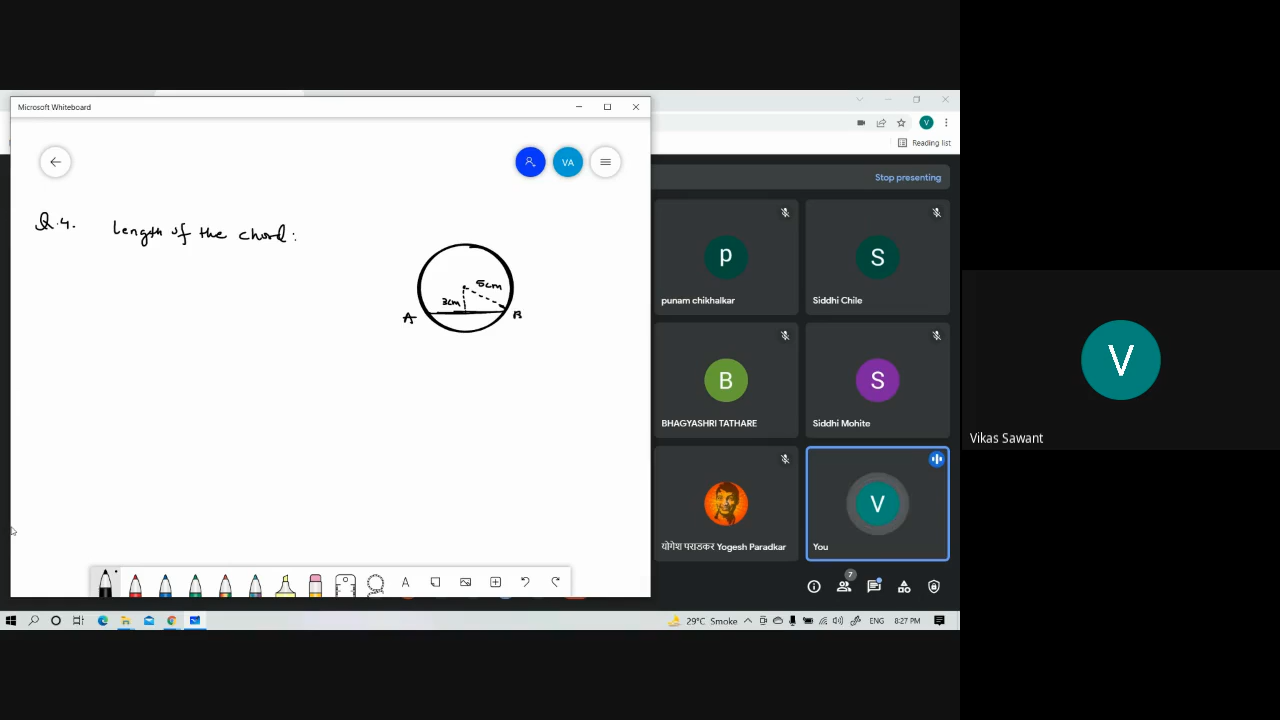 Microsoft Whiteboard
Reading list
VA
V
Stop presenting
Q.4. Length of the chord:
5cm
3cm
A
B
p
punam chikhalkar
S
Siddhi Chile
B
BHAGYASHRI TATHARE
S
Siddhi Mohite
योगेश पराडकर Yogesh Paradkar
V
You
V
Vikas Sawant
A
7
29°C Smoke
ENG
8:27 PM